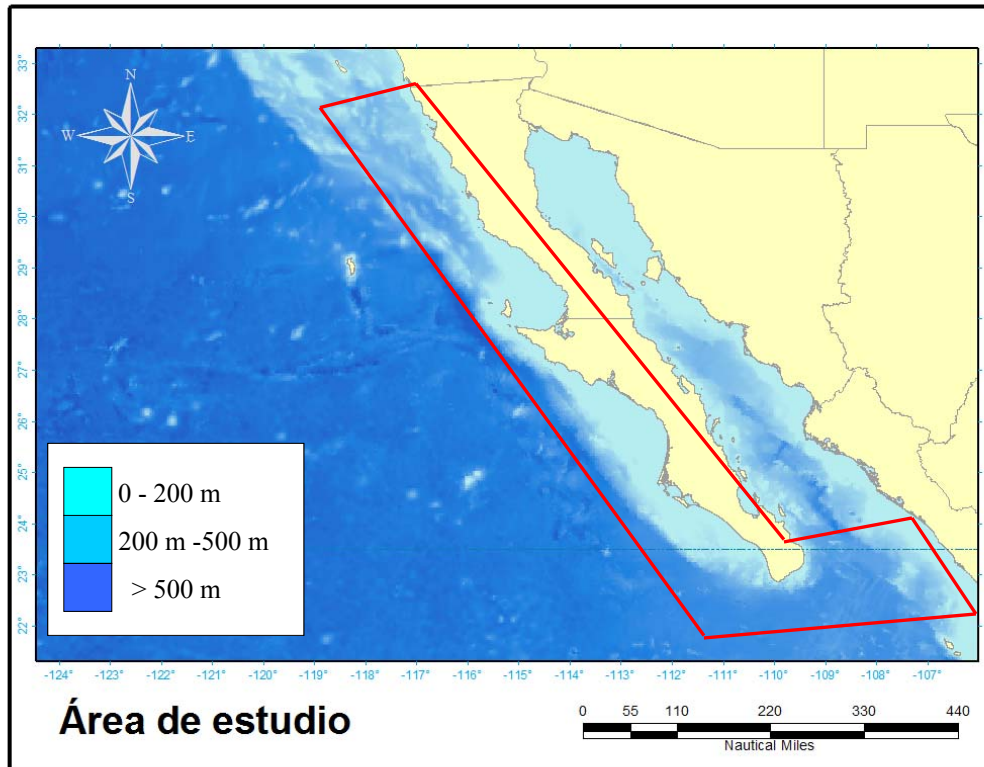 33°
32°
31°
30°
29°
28°
27°
26°
25°
24°
23°
22°
N
W E
S
0 - 200 m
200 m -500 m
> 500 m
-124° -123° -122° -121° -120° -119° -118° -117° -116° -115° -114° -113° -112° -111° -110° -109° -108° -107° -106°
Área de estudio
0 55 110 220 330 440
Nautical Miles